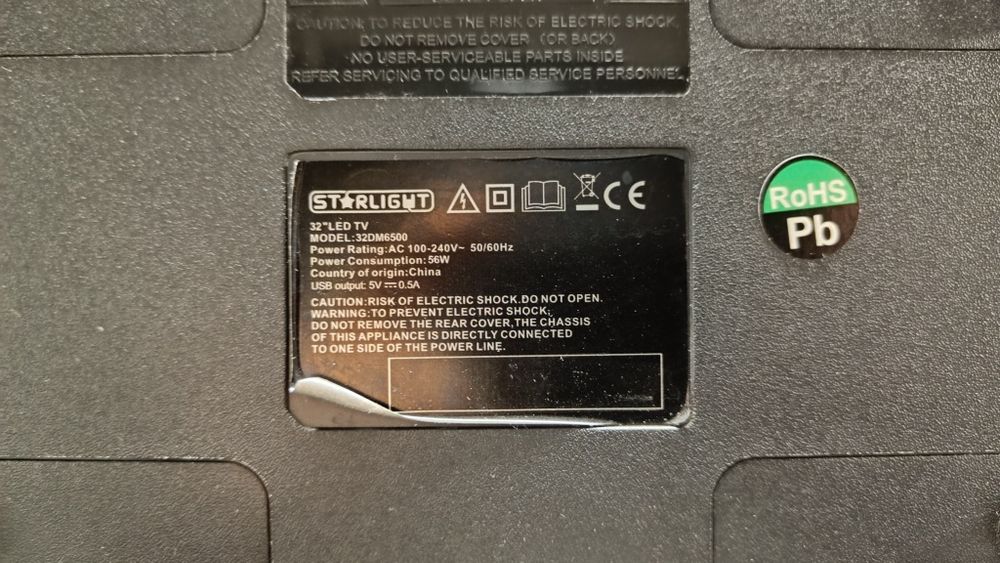 CAUTION: TO REDUCE THE RISK OF ELECTRIC SHOCK,
DO NOT REMOVE COVER (OR BACK)
NO USER-SERVICEABLE PARTS INSIDE
REFER SERVICING TO QUALIFIED SERVICE PERSONNEL
STARLIGHT CE
32"LED TV
MODEL:32DM6500
Power Rating:AC 100-240V~ 50/60Hz
Power Consumption:56W
Country of origin:China
USB output: 5V⎓0.5A
CAUTION:RISK OF ELECTRIC SHOCK.DO NOT OPEN.
WARNING:TO PREVENT ELECTRIC SHOCK,
DO NOT REMOVE THE REAR COVER,THE CHASSIS
OF THIS APPLIANCE IS DIRECTLY CONNECTED
TO ONE SIDE OF THE POWER LINE.
RoHS
Pb